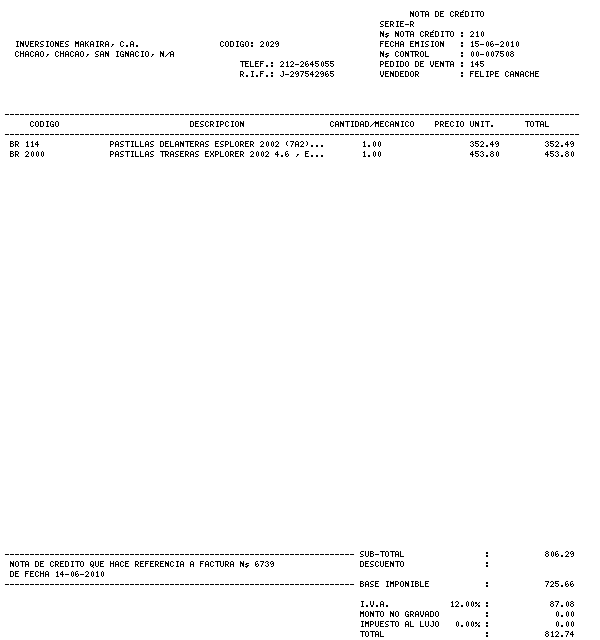 NOTA DE CRÉDITO
SERIE-R
N§ NOTA CRÉDITO : 210
INVERSIONES MAKAIRA, C.A. CODIGO: 2029 FECHA EMISION : 15-06-2010
CHACAO, CHACAO, SAN IGNACIO, N/A N§ CONTROL : 00-007508
TELEF.: 212-2645055 PEDIDO DE VENTA : 145
R.I.F.: J-297542965 VENDEDOR : FELIPE CANACHE
CODIGO DESCRIPCION CANTIDAD/MECANICO PRECIO UNIT. TOTAL
BR 114 PASTILLAS DELANTERAS ESPLORER 2002 (7A2)... 1.00 352.49 352.49
BR 2000 PASTILLAS TRASERAS EXPLORER 2002 4.6 , E... 1.00 453.80 453.80
SUB-TOTAL : 806.29
NOTA DE CREDITO QUE HACE REFERENCIA A FACTURA N§ 6739 DESCUENTO :
DE FECHA 14-06-2010
BASE IMPONIBLE : 725.66
I.V.A. 12.00% : 87.08
MONTO NO GRAVADO : 0.00
IMPUESTO AL LUJO 0.00% : 0.00
TOTAL : 812.74